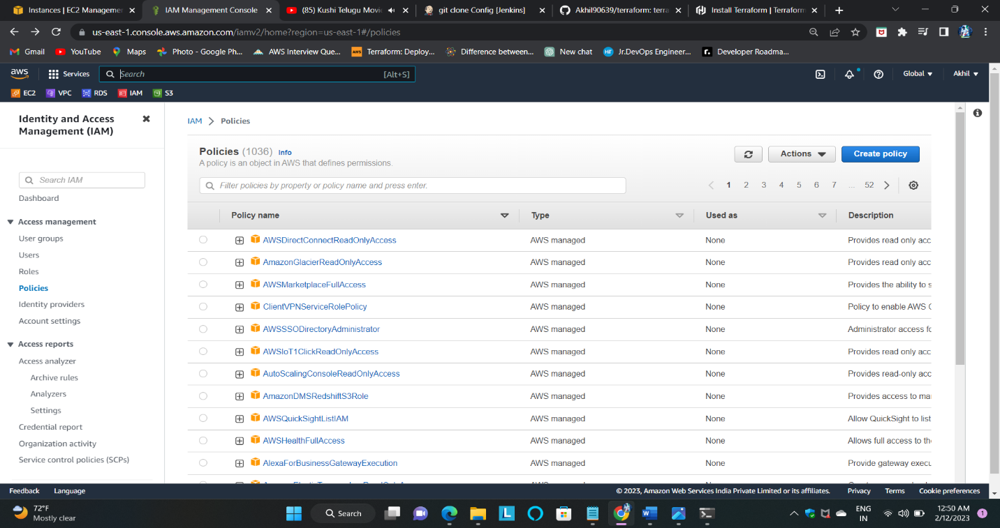 Instances | EC2 Managemen
IAM Management Console
(85) Kushi Telugu Movi
git clone Config [Jenkins]
Akhil90639/terraform: terra
Install Terraform | Terraform
us-east-1.console.aws.amazon.com/iamv2/home?region=us-east-1#/policies
Gmail YouTube Maps Photo - Google Ph... AWS Interview Que... Terraform: Deploy... Difference between... New chat Jr.DevOps Engineer... Developer Roadma...
aws Services Search [Alt+S] Global Akhil
EC2 VPC RDS IAM S3
Identity and Access
Management (IAM)
Search IAM
Dashboard
Access management
User groups
Users
Roles
Policies
Identity providers
Account settings
Access reports
Access analyzer
Archive rules
Analyzers
Settings
Credential report
Organization activity
Service control policies (SCPs)
IAM > Policies
Policies (1036) Info
A policy is an object in AWS that defines permissions.
Actions
Create policy
Filter policies by property or policy name and press enter.
1 2 3 4 5 6 7 ... 52
Policy name Type Used as Description
AWSDirectConnectReadOnlyAccess AWS managed None Provides read only acc
AmazonGlacierReadOnlyAccess AWS managed None Provides read only acc
AWSMarketplaceFullAccess AWS managed None Provides the ability to s
ClientVPNServiceRolePolicy AWS managed None Policy to enable AWS C
AWSSSODirectoryAdministrator AWS managed None Administrator access fo
AWSIoT1ClickReadOnlyAccess AWS managed None Provides read only acc
AutoScalingConsoleReadOnlyAccess AWS managed None Provides read-only acc
AmazonDMSRedshiftS3Role AWS managed None Provides access to ma
AWSQuickSightListIAM AWS managed None Allow QuickSight to list
AWSHealthFullAccess AWS managed None Allows full access to the
AlexaForBusinessGatewayExecution AWS managed None Provide gateway execu
Feedback Language © 2023, Amazon Web Services India Private Limited or its affiliates. Privacy Terms Cookie preferences
72°F
Mostly clear
Search
ENG
IN
12:50 AM
2/12/2023
1